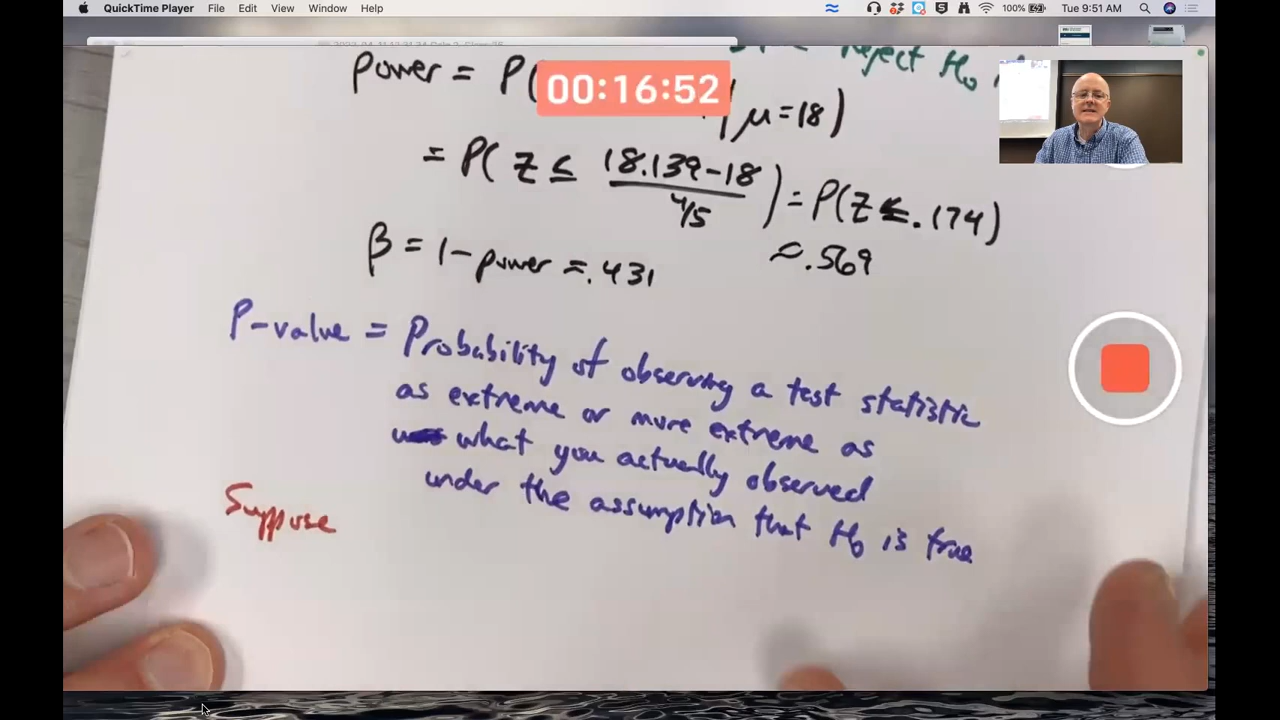 QuickTime Player File Edit View Window Help 100% Tue 9:51 AM
Reject H₀
power = P(
00:16:52
| μ=18)
= P( Z ≤ 18.139-18 / 4/5 ) = P(Z ≤ .174)
≈ .569
β = 1 - power = .431
P-value = Probability of observing a test statistic
as extreme or more extreme as
what you actually observed
under the assumption that H₀ is true
Suppose